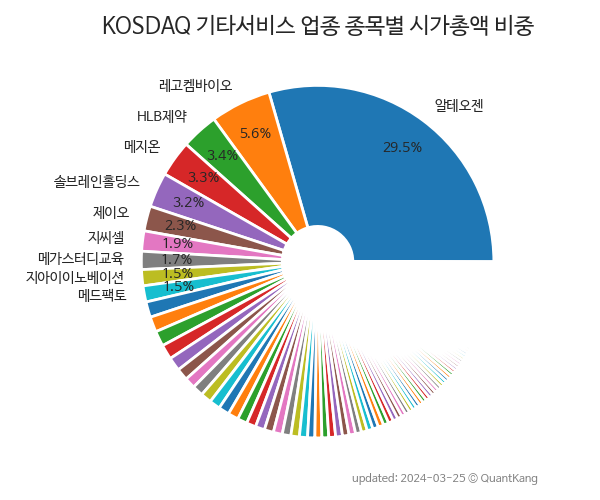 KOSDAQ 기타서비스 업종 종목별 시가총액 비중
알테오젠
29.5%
레고켐바이오
5.6%
HLB제약
3.4%
메지온
3.3%
솔브레인홀딩스
3.2%
제이오
2.3%
지씨셀
1.9%
메가스터디교육
1.7%
지아이이노베이션
1.5%
메드팩토
1.5%
updated: 2024-03-25 © QuantKang